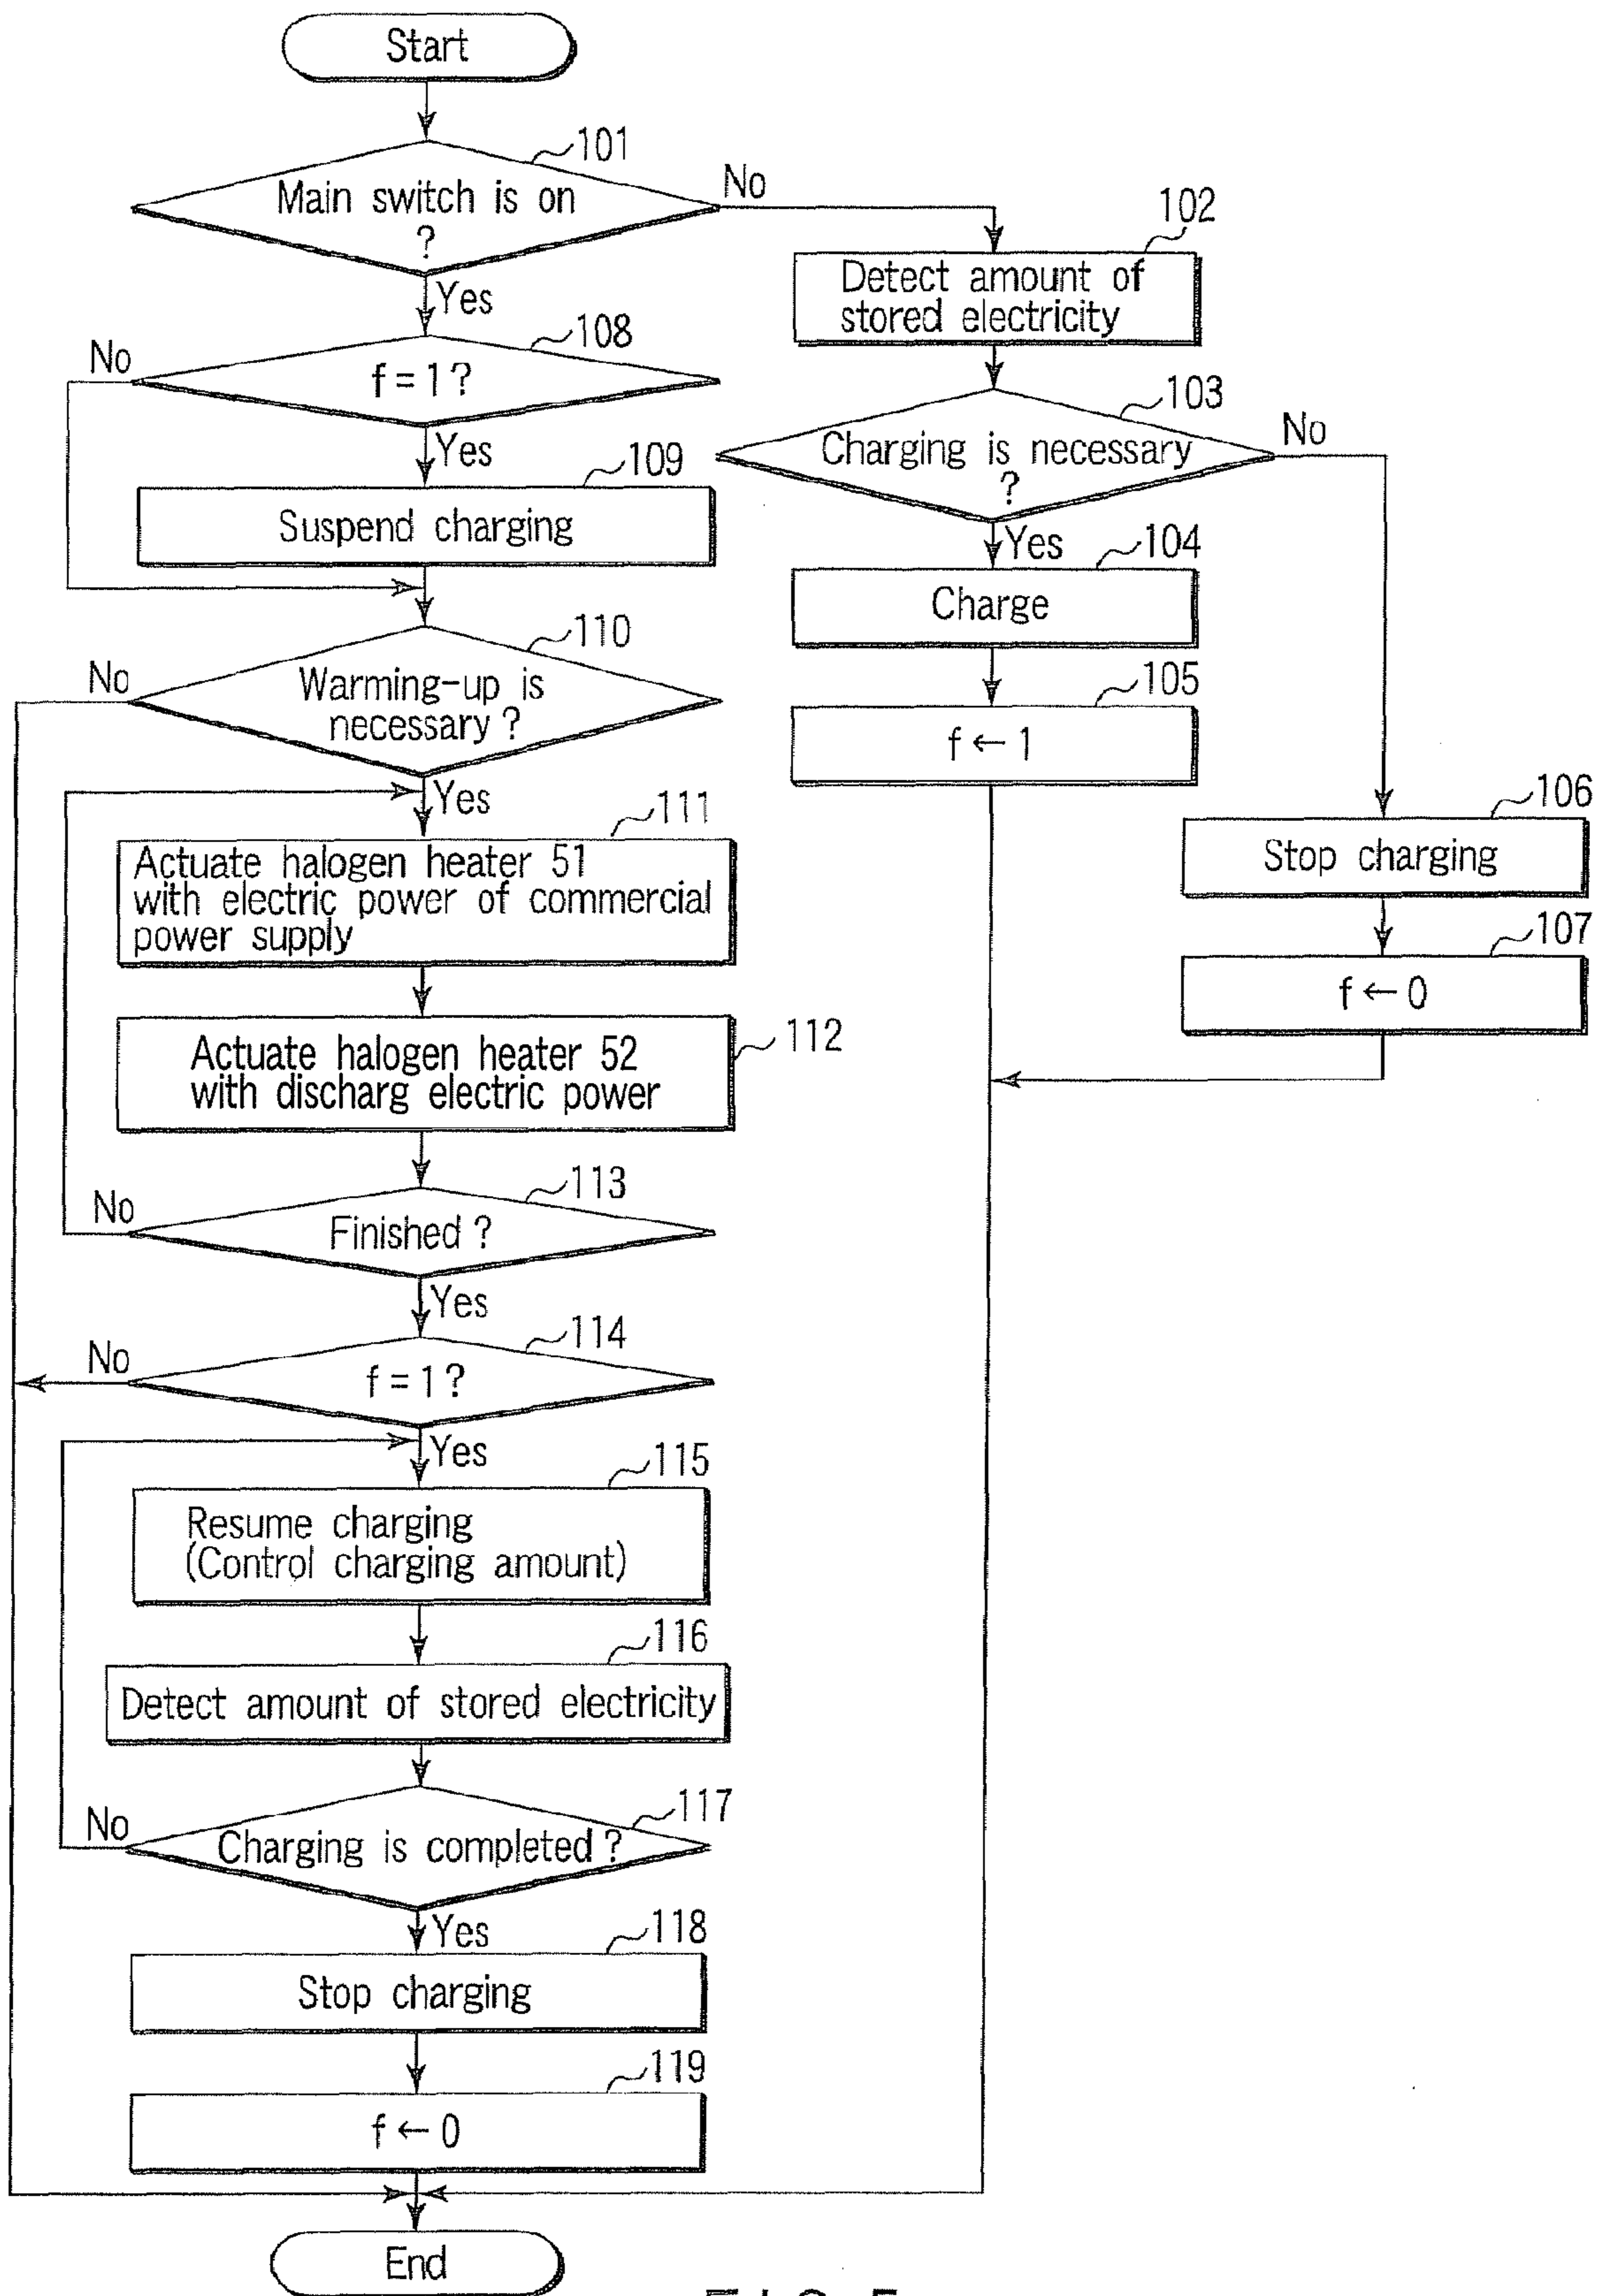 Start
101
Main switch is on
?
No
Yes
102
Detect amount of
stored electricity
108
f = 1 ?
No
Yes
103
Charging is necessary
?
No
Yes
109
Suspend charging
104
Charge
110
Warming-up is
necessary ?
No
Yes
105
f ← 1
106
Stop charging
111
Actuate halogen heater 51
with electric power of commercial
power supply
107
f ← 0
112
Actuate halogen heater 52
with discharg electric power
113
Finished ?
No
Yes
114
f = 1 ?
No
Yes
115
Resume charging
(Control charging amount)
116
Detect amount of stored electricity
117
Charging is completed ?
No
Yes
118
Stop charging
119
f ← 0
End